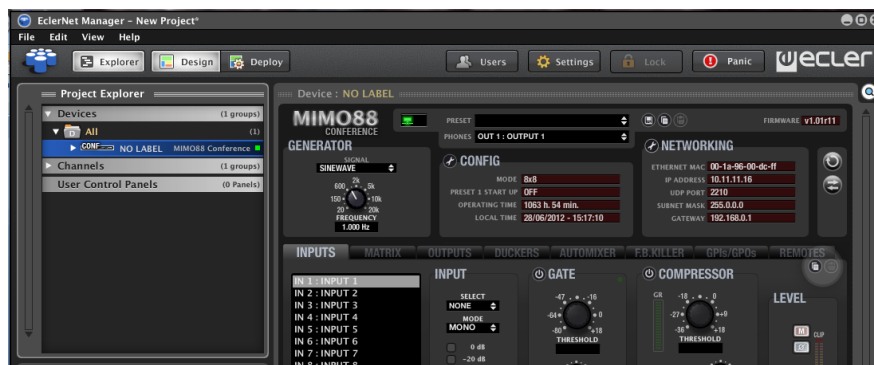 EclerNet Manager – New Project*
File Edit View Help
Explorer Design Deploy Users Settings Lock Panic ecler
Project Explorer
Devices (1 groups)
All (1)
CONF NO LABEL MIMO88 Conference
Channels (1 groups)
User Control Panels (0 Panels)
Device : NO LABEL
MIMO88
CONFERENCE
PRESET
PHONES OUT 1 : OUTPUT 1
FIRMWARE v1.01r11
GENERATOR
SIGNAL
SINEWAVE
600 2k 5k
150 10k
20 20k
FREQUENCY
1.000 Hz
CONFIG
MODE 8x8
PRESET 1 START UP OFF
OPERATING TIME 1063 h. 54 min.
LOCAL TIME 28/06/2012 - 15:17:10
NETWORKING
ETHERNET MAC 00-1a-96-00-dc-ff
IP ADDRESS 10.11.11.16
UDP PORT 2210
SUBNET MASK 255.0.0.0
GATEWAY 192.168.0.1
INPUTS MATRIX OUTPUTS DUCKERS AUTOMIXER F.B.KILLER GPIs/GPOs REMOTES
IN 1 : INPUT 1
IN 2 : INPUT 2
IN 3 : INPUT 3
IN 4 : INPUT 4
IN 5 : INPUT 5
IN 6 : INPUT 6
IN 7 : INPUT 7
IN 8 : INPUT 8
INPUT
SELECT
NONE
MODE
MONO
0 dB
-20 dB
GATE
-47 -16
-64 0
-80 +18
THRESHOLD
COMPRESSOR
GR -18 0
-27 +9
-36 +18
THRESHOLD
LEVEL
M CLIP